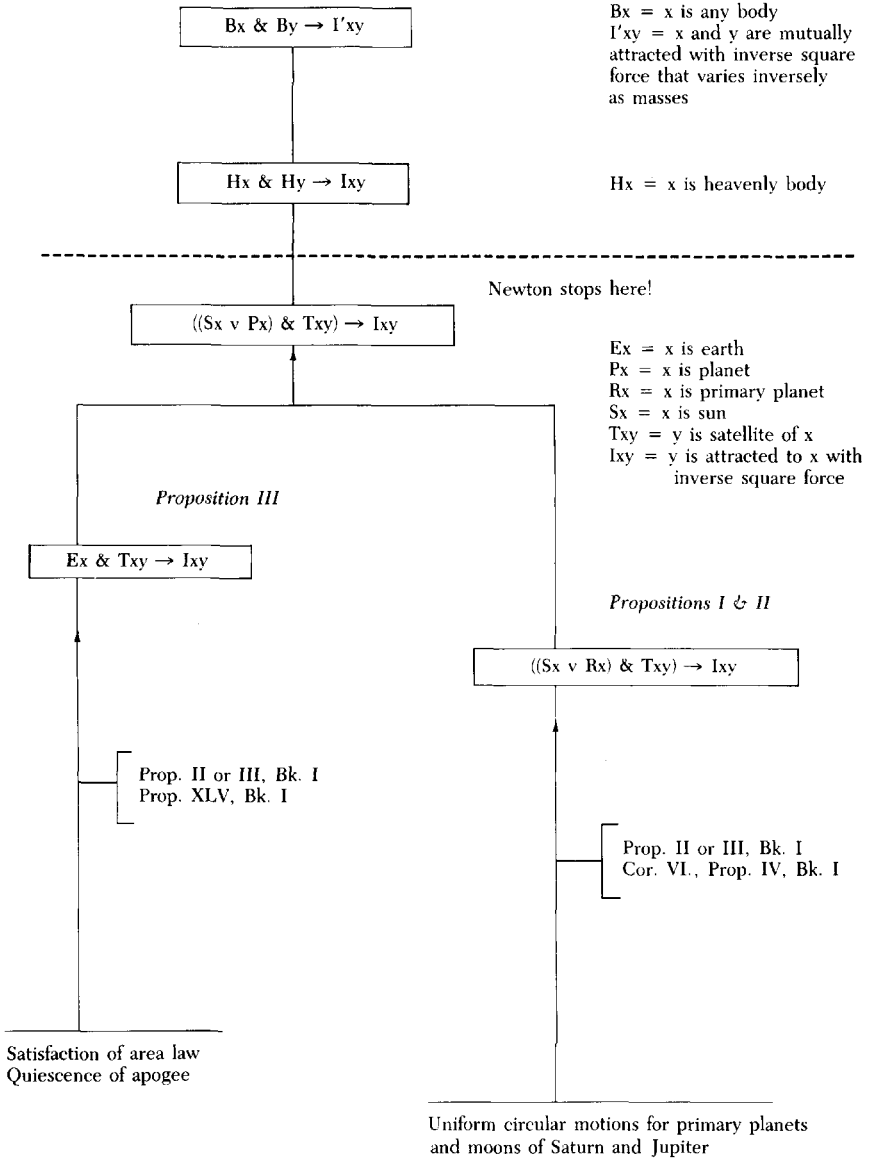 Bx & By → I'xy
Bx = x is any body
I'xy = x and y are mutually
attracted with inverse square
force that varies inversely
as masses
Hx & Hy → Ixy
Hx = x is heavenly body
Newton stops here!
((Sx v Px) & Txy) → Ixy
Ex = x is earth
Px = x is planet
Rx = x is primary planet
Sx = x is sun
Txy = y is satellite of x
Ixy = y is attracted to x with
inverse square force
Proposition III
Ex & Txy → Ixy
Propositions I & II
((Sx v Rx) & Txy) → Ixy
Prop. II or III, Bk. I
Prop. XLV, Bk. I
Prop. II or III, Bk. I
Cor. VI., Prop. IV, Bk. I
Satisfaction of area law
Quiescence of apogee
Uniform circular motions for primary planets
and moons of Saturn and Jupiter